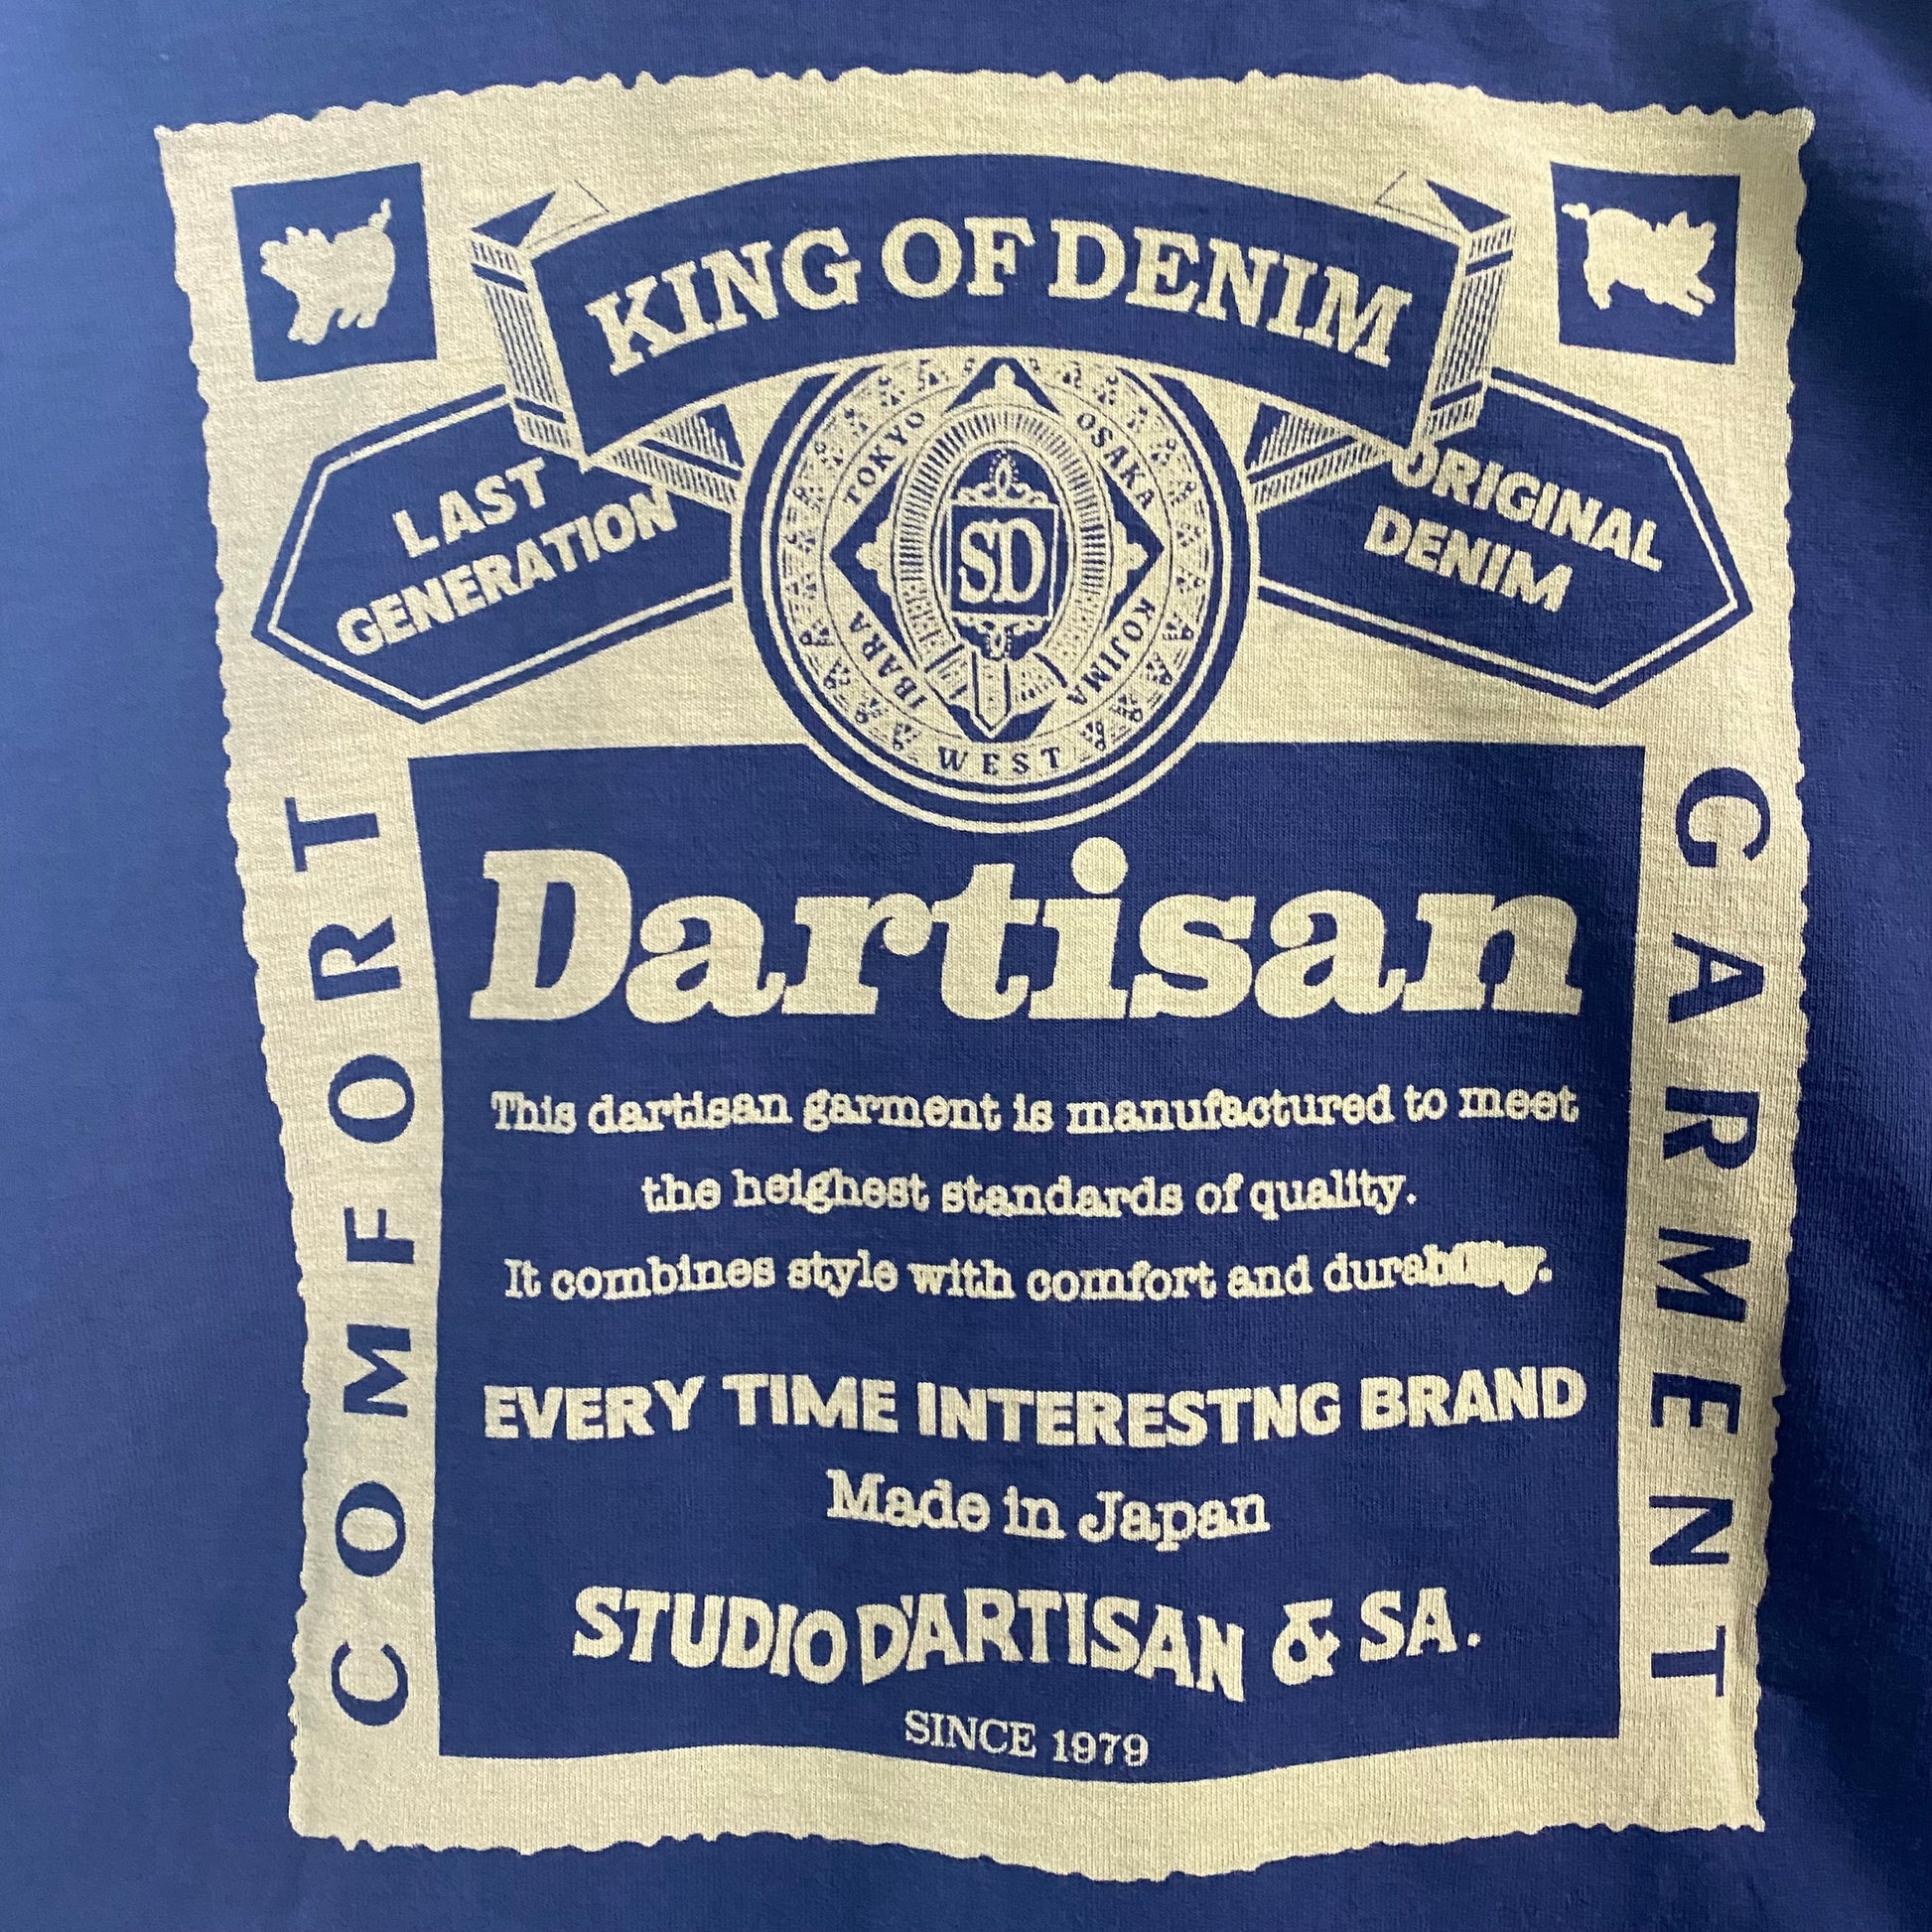 KING OF DENIM
LAST
GENERATION
ORIGINAL
DENIM
TOKYO
OSAKA
SD
IBARA
KOJIMA
WEST
COMFORT
CARMENT
Dartisan
This dartisan garment is manufactured to meet
the heighest standards of quality.
It combines style with comfort and durability.
EVERY TIME INTERESTNG BRAND
Made in Japan
STUDIO D'ARTISAN & SA.
SINCE 1979